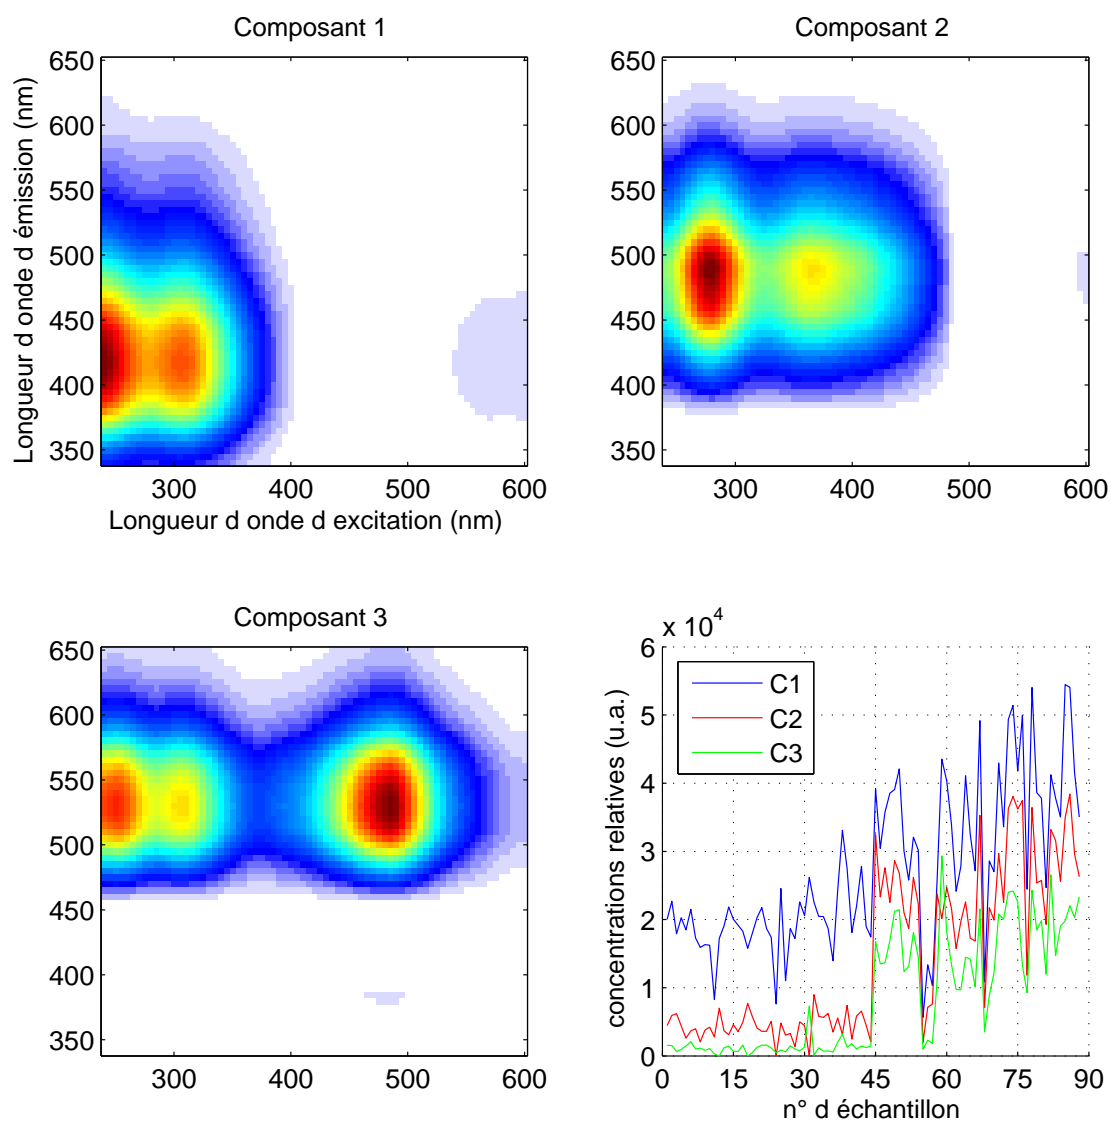 Composant 1
Composant 2
650
600
550
500
450
400
350
Longueur d onde d émission (nm)
300 400 500 600
Longueur d onde d excitation (nm)
650
600
550
500
450
400
350
300 400 500 600
Composant 3
650
600
550
500
450
400
350
300 400 500 600
x 10^4
6
5
4
3
2
1
0
concentrations relatives (u.a.)
C1
C2
C3
0 15 30 45 60 75 90
n° d échantillon